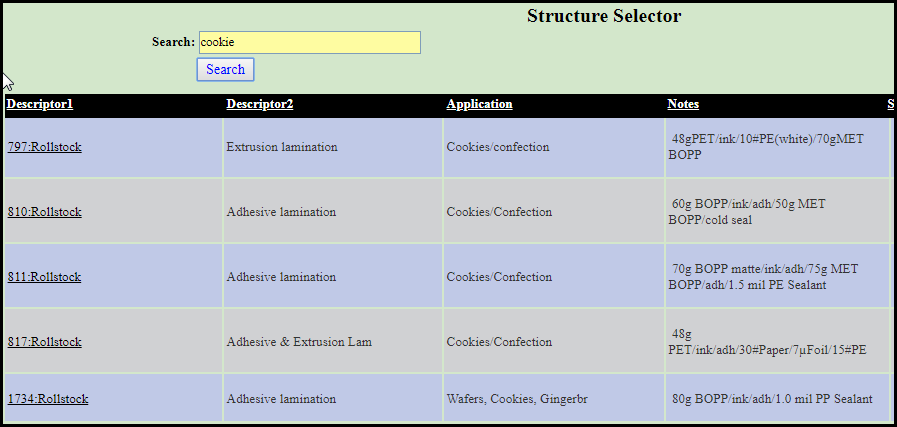 Structure Selector
Search: cookie
Search
Descriptor1 Descriptor2 Application Notes S
797:Rollstock Extrusion lamination Cookies/confection 48gPET/ink/10#PE(white)/70gMET
BOPP
810:Rollstock Adhesive lamination Cookies/Confection 60g BOPP/ink/adh/50g MET
BOPP/cold seal
811:Rollstock Adhesive lamination Cookies/Confection 70g BOPP matte/ink/adh/75g MET
BOPP/adh/1.5 mil PE Sealant
817:Rollstock Adhesive & Extrusion Lam Cookies/Confection 48g
PET/ink/adh/30#Paper/7µFoil/15#PE
1734:Rollstock Adhesive lamination Wafers, Cookies, Gingerbr 80g BOPP/ink/adh/1.0 mil PP Sealant